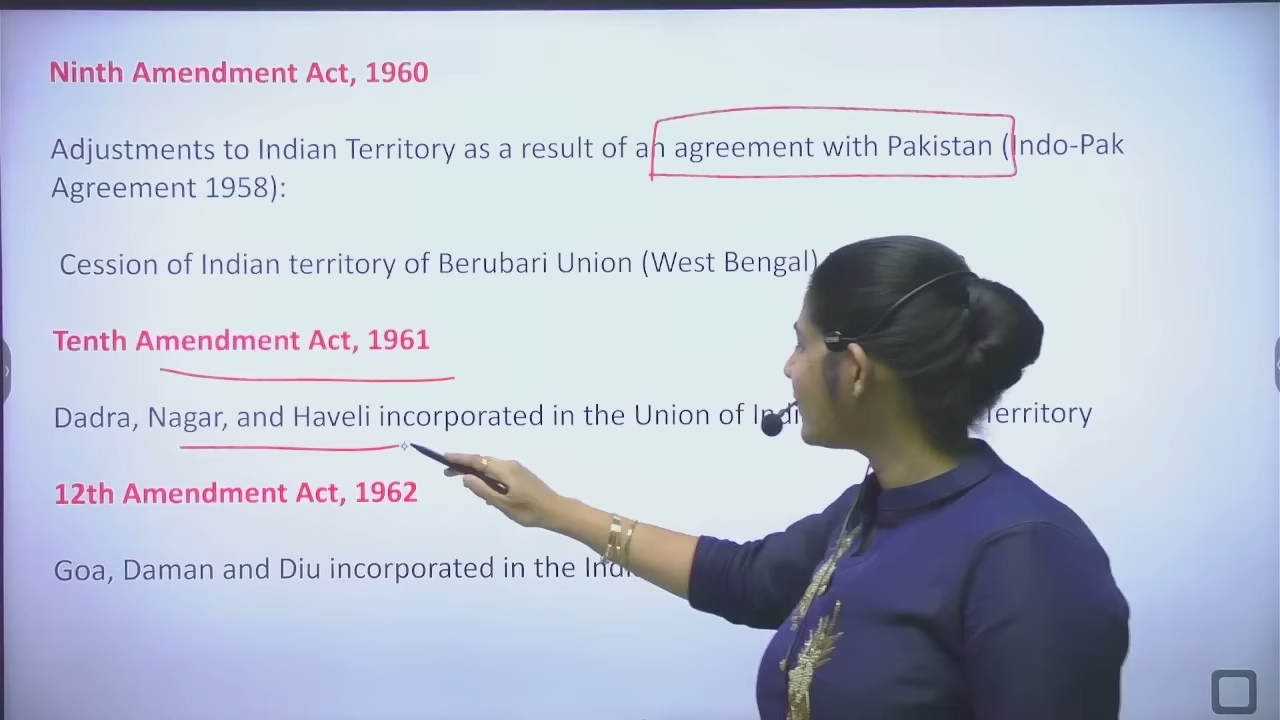 Ninth Amendment Act, 1960
Adjustments to Indian Territory as a result of an agreement with Pakistan (Indo-Pak
Agreement 1958):
Cession of Indian territory of Berubari Union (West Bengal)
Tenth Amendment Act, 1961
Dadra, Nagar, and Haveli incorporated in the Union of Territory
12th Amendment Act, 1962
Goa, Daman and Diu incorporated in the